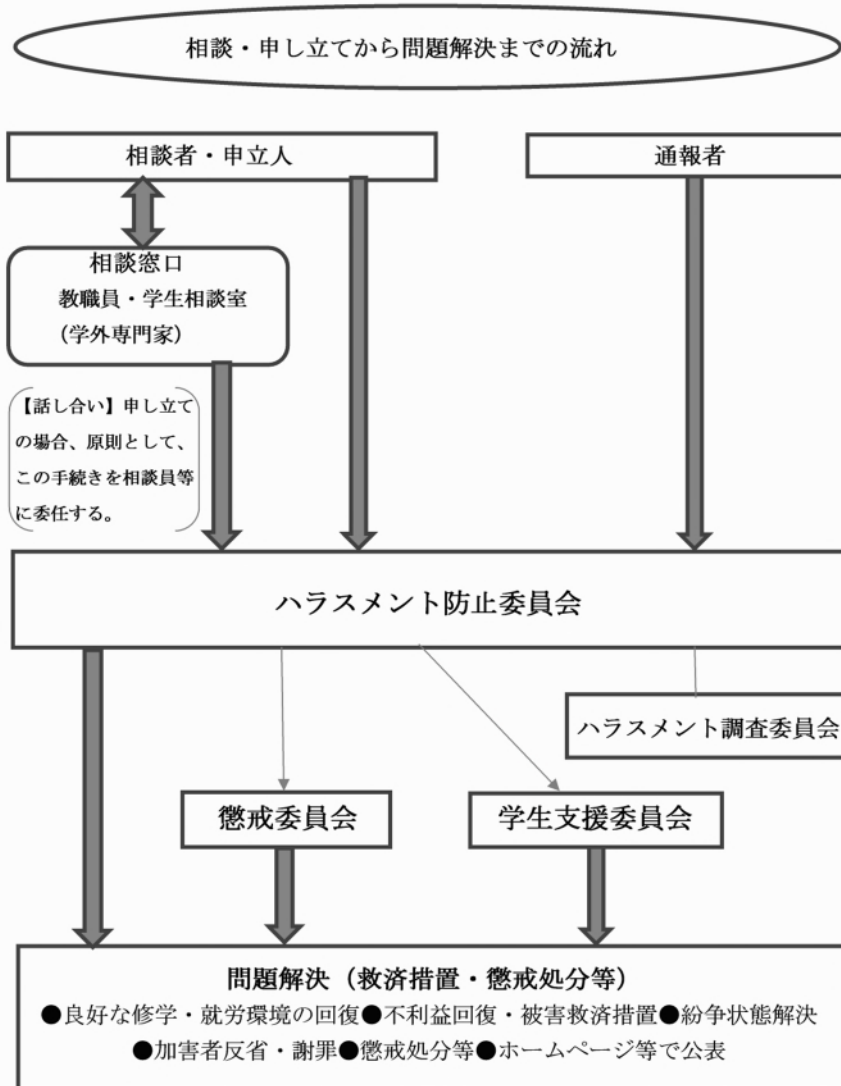 相談・申し立てから問題解決までの流れ
相談者・申立人
通報者
相談窓口
教職員・学生相談室
(学外専門家)
【話し合い】申し立て
の場合、原則として、
この手続きを相談員等
に委任する。
ハラスメント防止委員会
ハラスメント調査委員会
懲戒委員会
学生支援委員会
問題解決（救済措置・懲戒処分等）
●良好な修学・就労環境の回復●不利益回復・被害救済措置●紛争状態解決
●加害者反省・謝罪●懲戒処分等●ホームページ等で公表